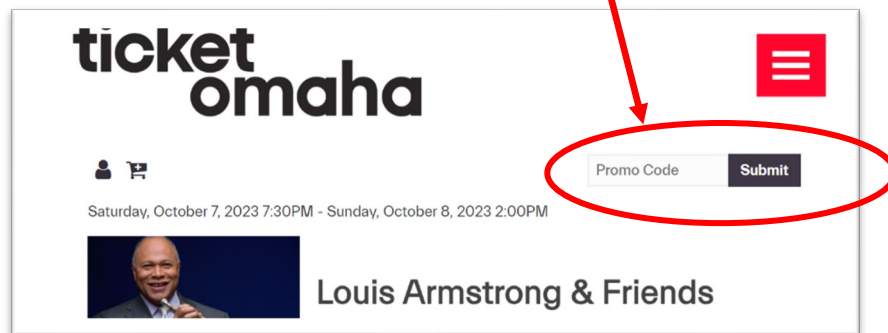 ticket
omaha
Promo Code Submit
Saturday, October 7, 2023 7:30PM - Sunday, October 8, 2023 2:00PM
Louis Armstrong & Friends